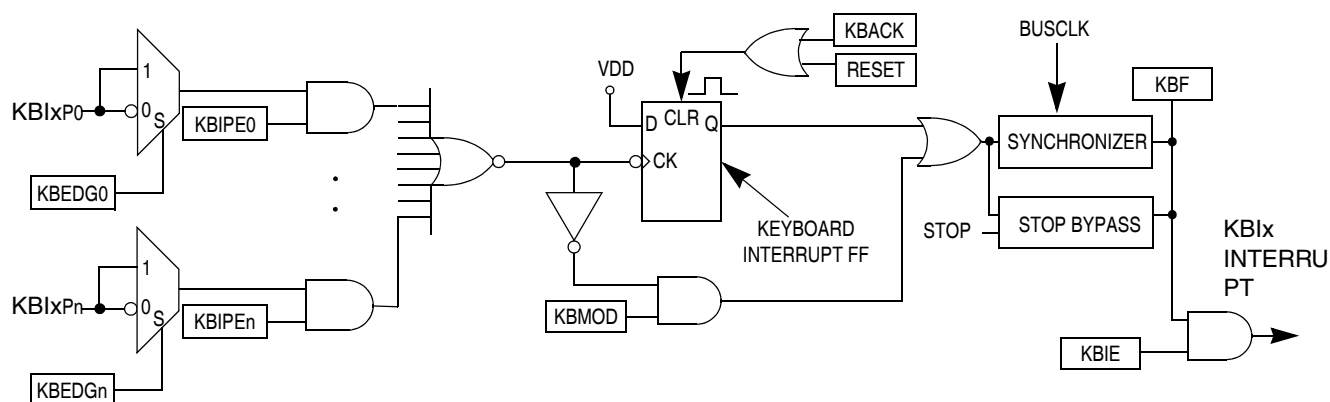 KBIxP0
1
0
S
KBIPE0
KBEDG0
KBIxPn
1
0
S
KBIPEn
KBEDGn
VDD
D
CLR
Q
CK
KBACK
RESET
KEYBOARD
INTERRUPT FF
KBMOD
BUSCLK
SYNCHRONIZER
STOP
STOP BYPASS
KBF
KBIE
KBIx
INTERRU
PT